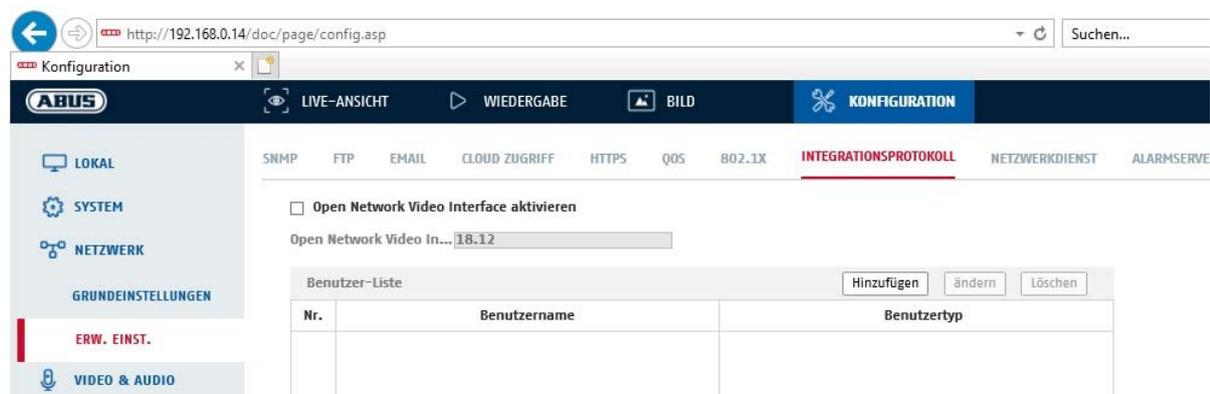 http://192.168.0.14/doc/page/config.asp
Suchen...
Konfiguration
ABUS
LIVE-ANSICHT
WIEDERGABE
BILD
KONFIGURATION
LOKAL
SYSTEM
NETZWERK
GRUNDEINSTELLUNGEN
ERW. EINST.
VIDEO & AUDIO
SNMP FTP EMAIL CLOUD ZUGRIFF HTTPS QOS 802.1X INTEGRATIONSPROTOKOLL NETZWERKDIENST ALARMSERVE
Open Network Video Interface aktivieren
Open Network Video In... 18.12
Benutzer-Liste Hinzufügen ändern Löschen
Nr. Benutzername Benutzertyp